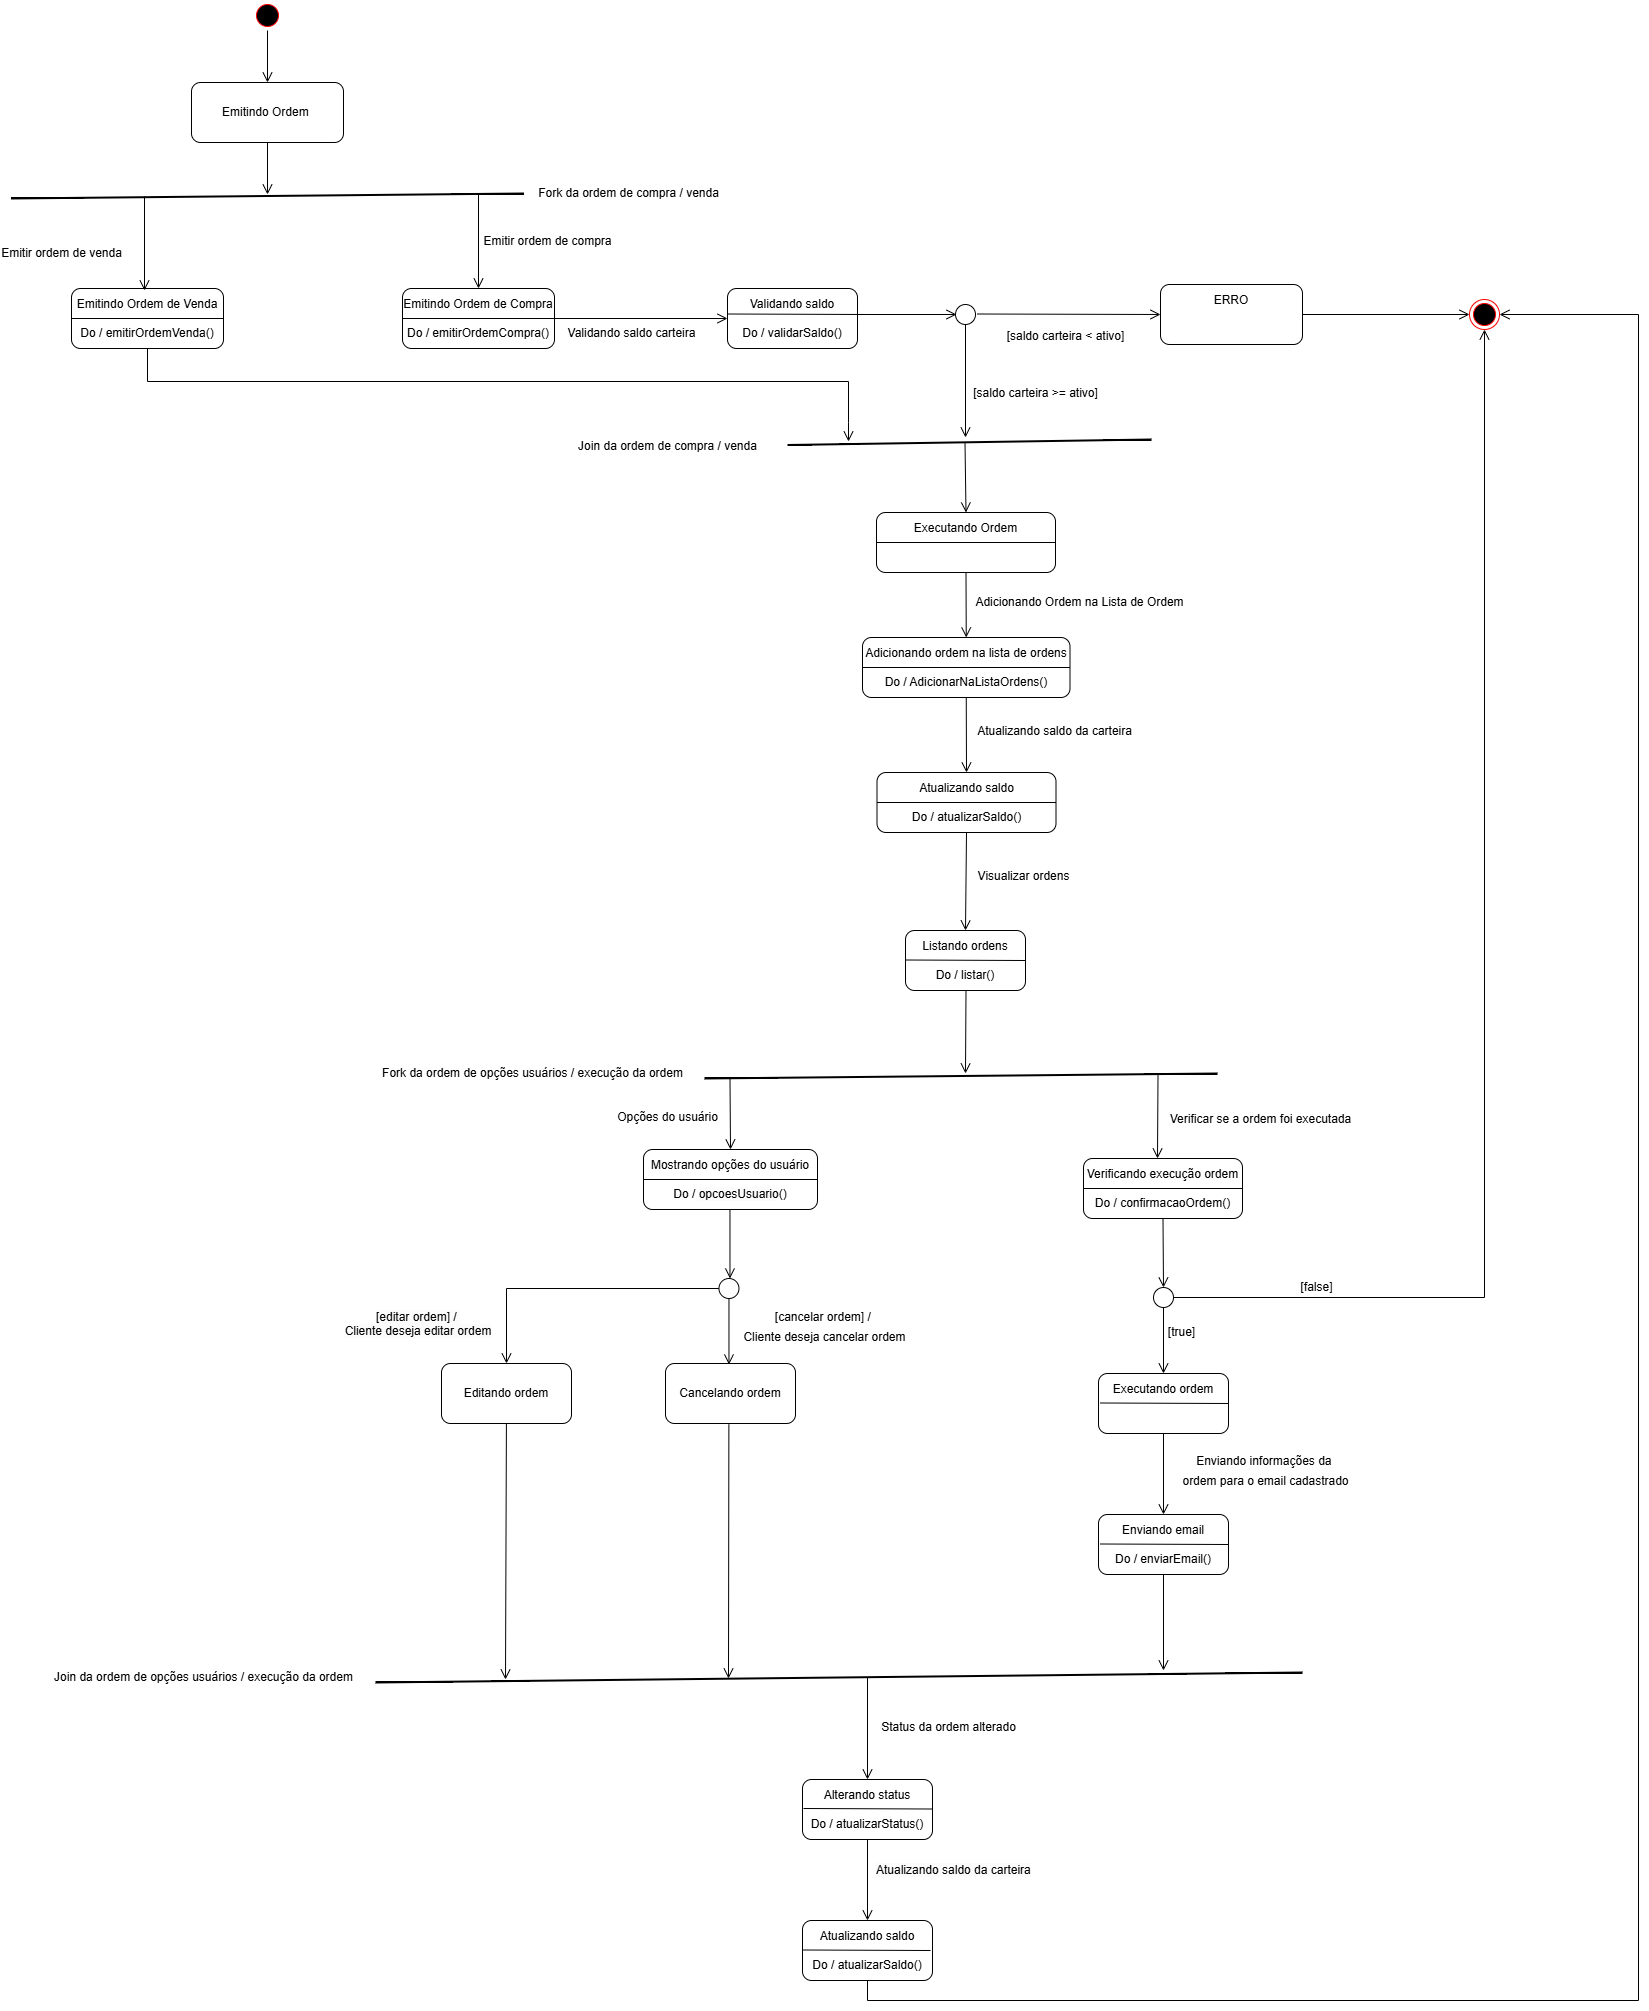 Emitindo Ordem
Fork da ordem de compra / venda
Emitir ordem de venda
Emitir ordem de compra
Emitindo Ordem de Venda
Do / emitirOrdemVenda()
Emitindo Ordem de Compra
Do / emitirOrdemCompra()
Validando saldo carteira
Validando saldo
Do / validarSaldo()
[saldo carteira < ativo]
ERRO
[saldo carteira >= ativo]
Join da ordem de compra / venda
Executando Ordem
Adicionando Ordem na Lista de Ordem
Adicionando ordem na lista de ordens
Do / AdicionarNaListaOrdens()
Atualizando saldo da carteira
Atualizando saldo
Do / atualizarSaldo()
Visualizar ordens
Listando ordens
Do / listar()
Fork da ordem de opções usuários / execução da ordem
Opções do usuário
Verificar se a ordem foi executada
Mostrando opções do usuário
Do / opcoesUsuario()
Verificando execução ordem
Do / confirmacaoOrdem()
[false]
[editar ordem] /
Cliente deseja editar ordem
[cancelar ordem] /
Cliente deseja cancelar ordem
[true]
Editando ordem
Cancelando ordem
Executando ordem
Enviando informações da
ordem para o email cadastrado
Enviando email
Do / enviarEmail()
Join da ordem de opções usuários / execução da ordem
Status da ordem alterado
Alterando status
Do / atualizarStatus()
Atualizando saldo da carteira
Atualizando saldo
Do / atualizarSaldo()